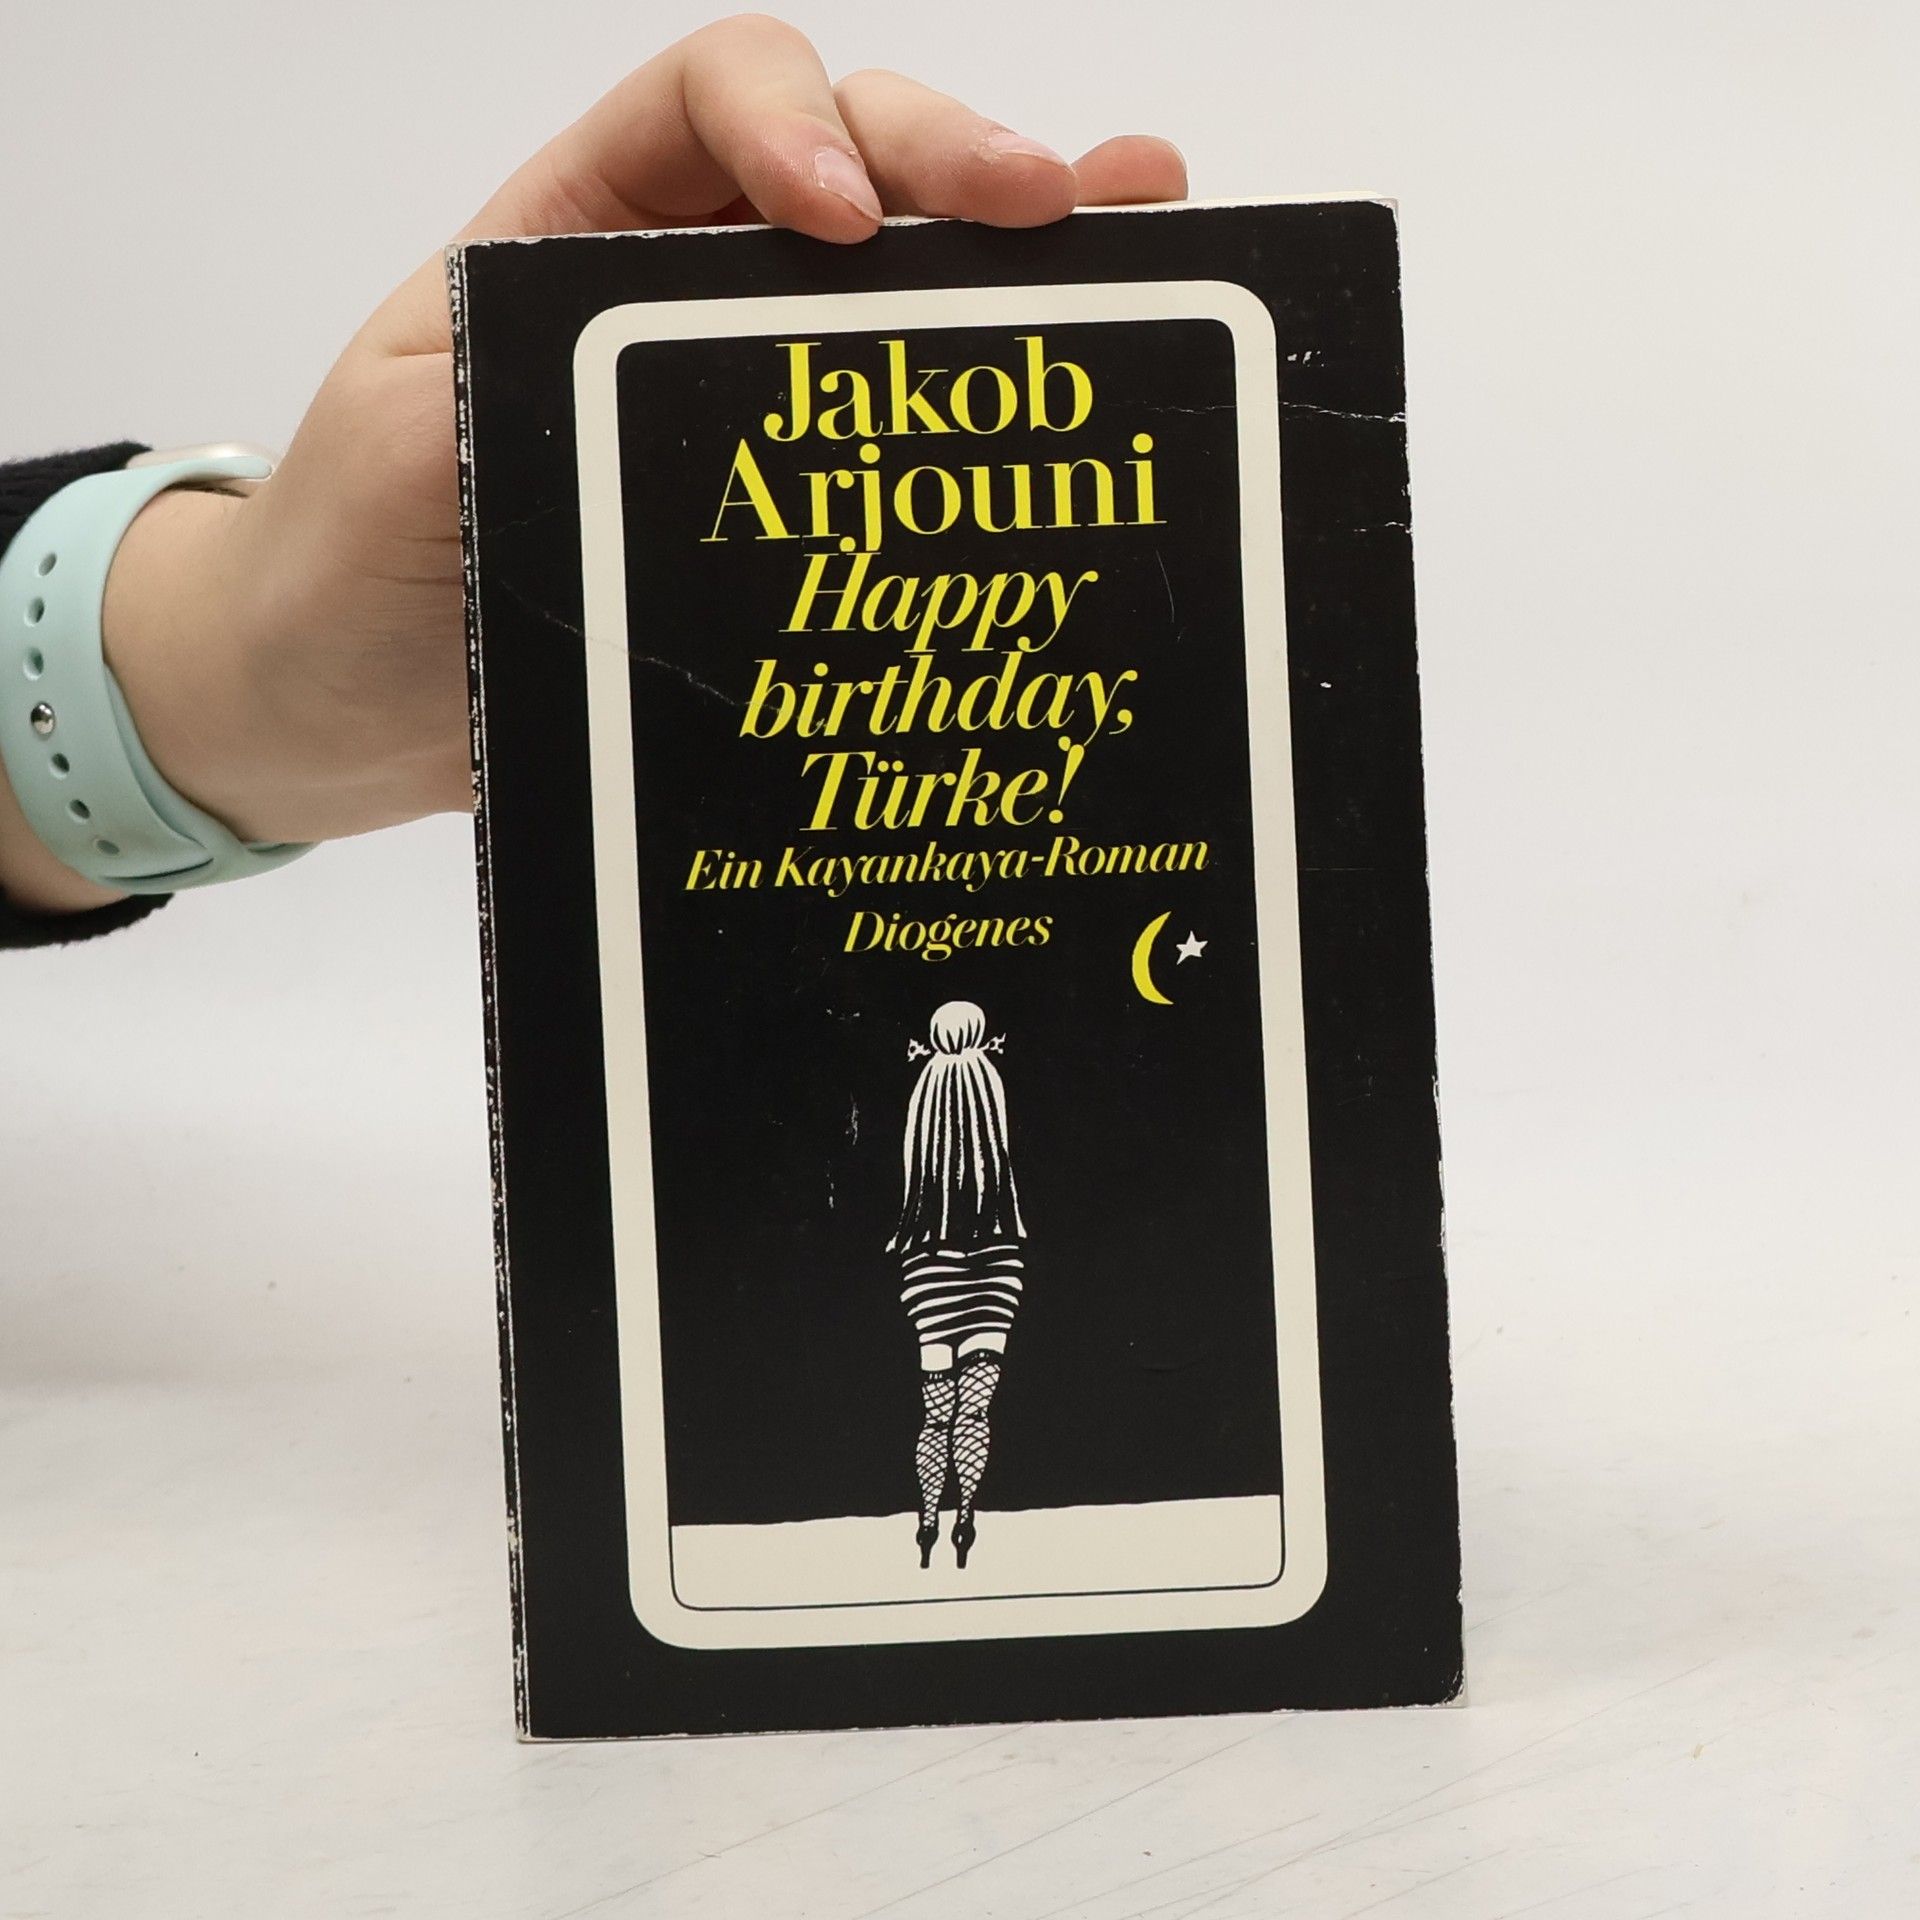 Jakob
Arjouni
Happy
birthday,
Türke!
Ein Kayankaya-Roman
Diogenes